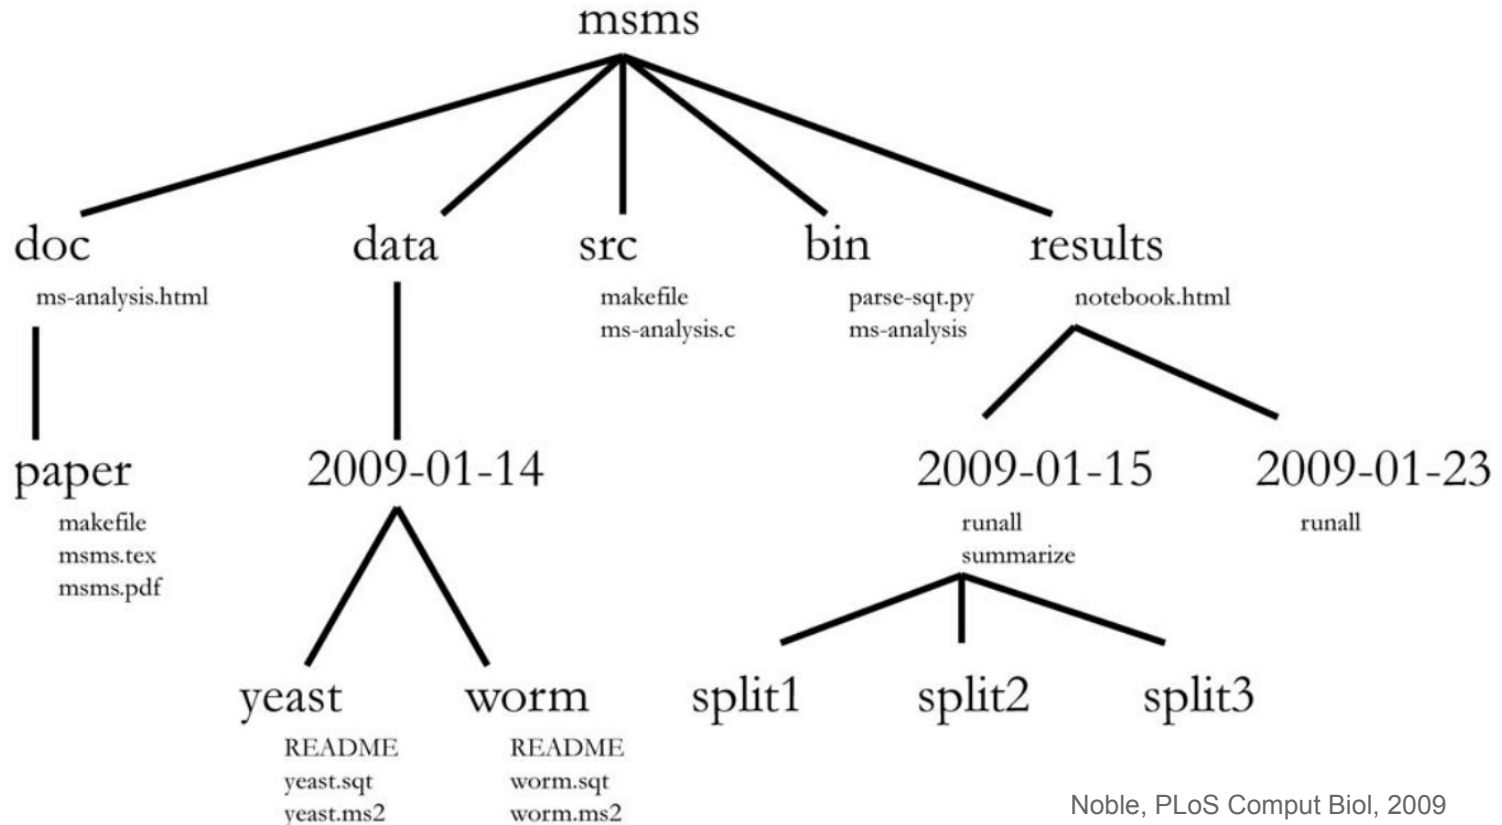 msms
doc
data
src
bin
results
ms-analysis.html
makefile
ms-analysis.c
parse-sqt.py
ms-analysis
notebook.html
paper
2009-01-14
2009-01-15
2009-01-23
makefile
msms.tex
msms.pdf
runall
summarize
runall
yeast
worm
split1
split2
split3
README
yeast.sqt
yeast.ms2
README
worm.sqt
worm.ms2
Noble, PLoS Comput Biol, 2009